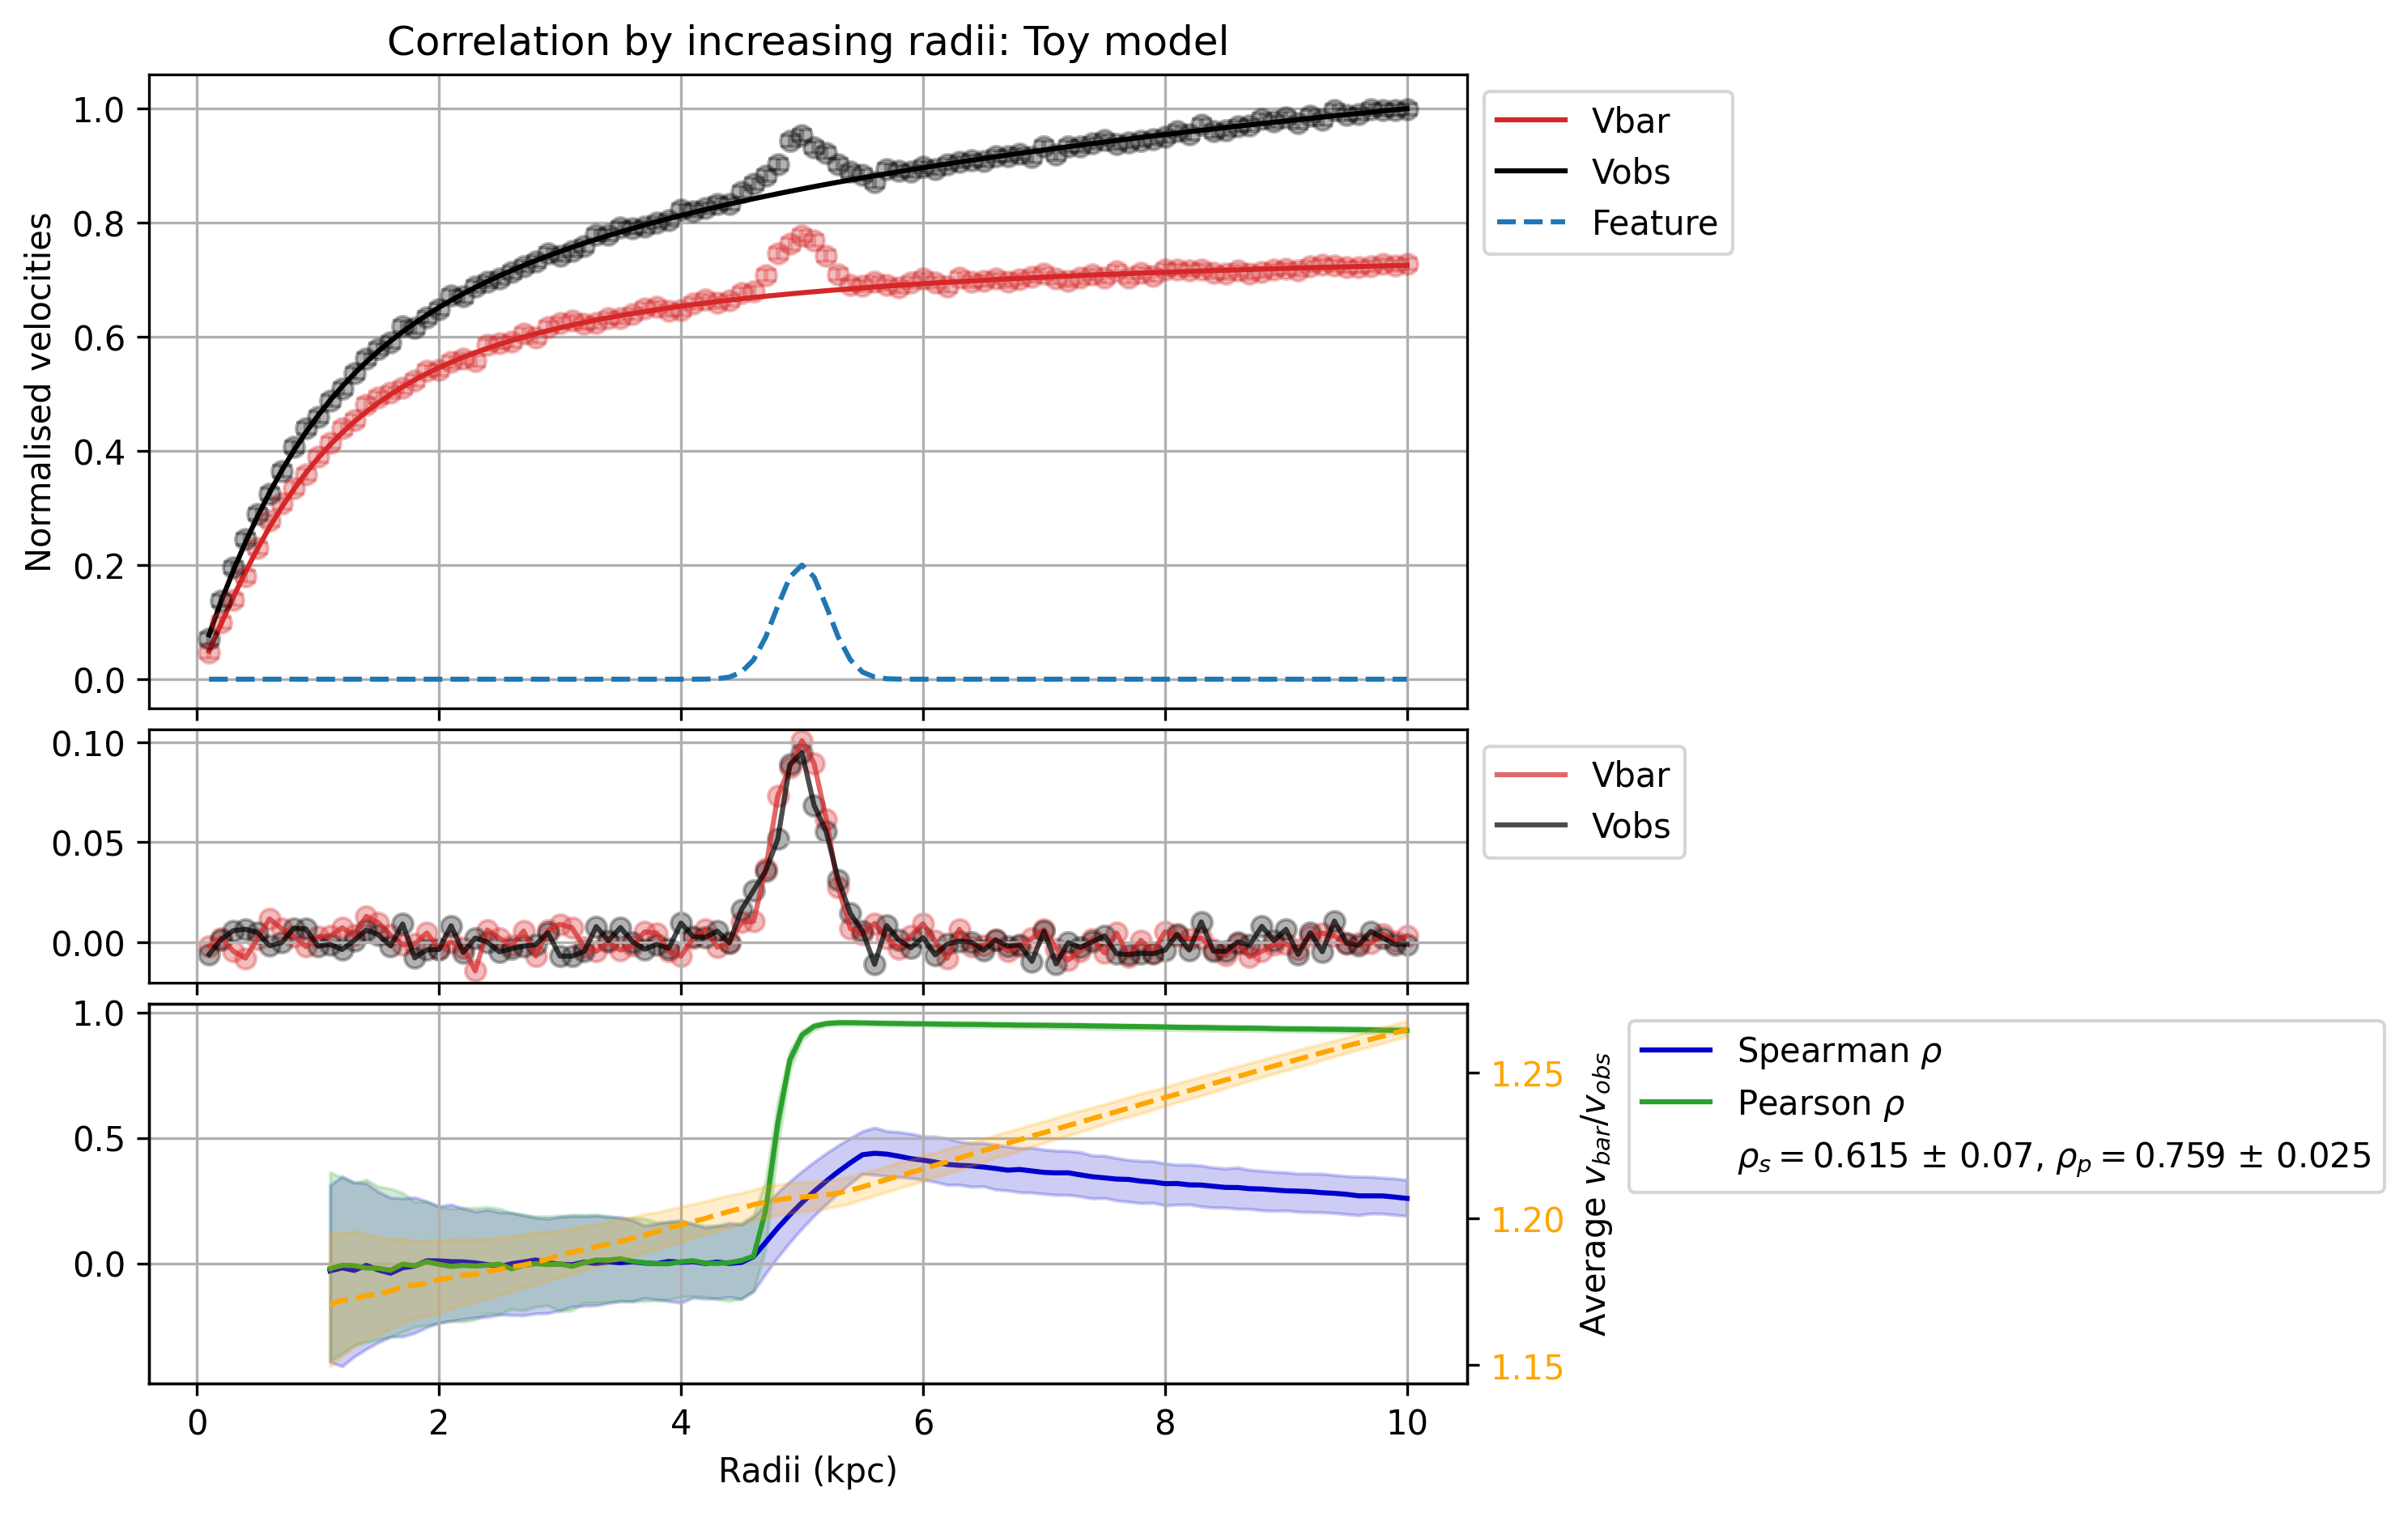 Correlation by increasing radii: Toy model
Normalised velocities
1.0
0.8
0.6
0.4
0.2
0.0
Vbar
Vobs
Feature
0.10
0.05
0.00
Vbar
Vobs
1.0
0.5
0.0
1.25
1.20
1.15
Average v_bar/v_obs
Spearman ρ
Pearson ρ
ρ_s = 0.615 ± 0.07, ρ_p = 0.759 ± 0.025
0 2 4 6 8 10
Radii (kpc)